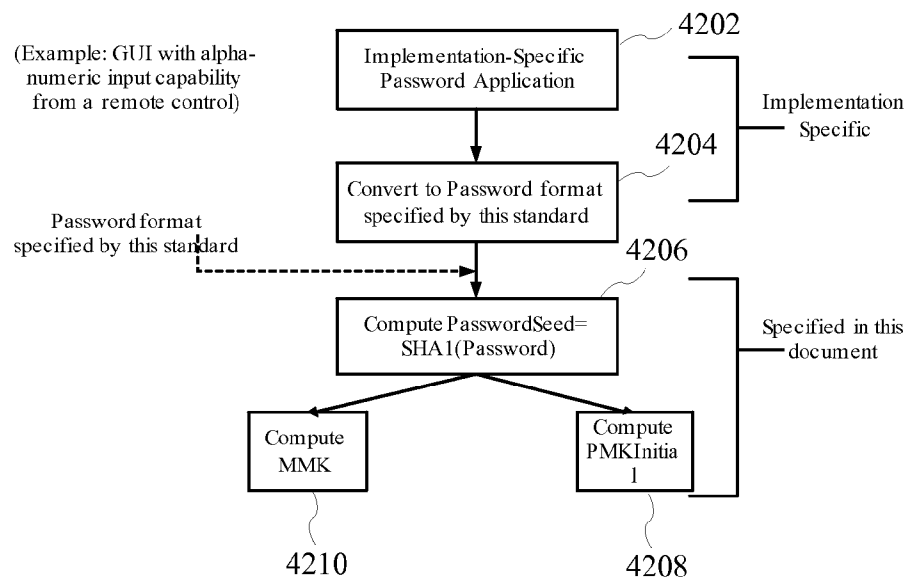 4202
(Example: GUI with alpha-
numeric input capability
from a remote control)
Implementation-Specific
Password Application
Implementation
Specific
4204
Convert to Password format
specified by this standard
Password format
specified by this standard
4206
Compute PasswordSeed=
SHA1(Password)
Specified in this
document
Compute
MMK
Compute
PMKInitia
l
4210
4208